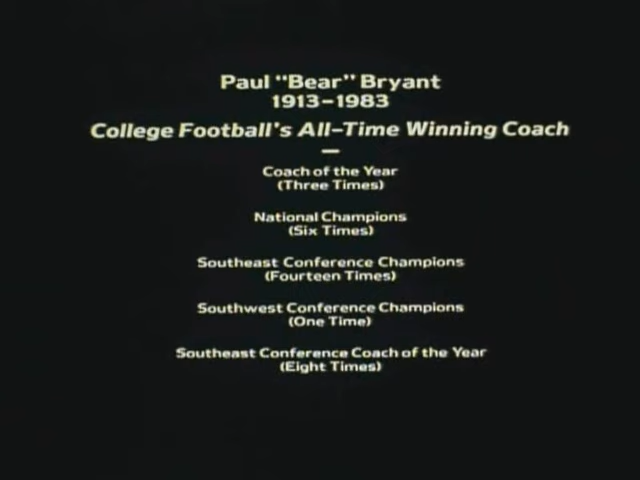 Paul "Bear" Bryant
1913-1983
College Football's All-Time Winning Coach
Coach of the Year
(Three Times)
National Champions
(Six Times)
Southeast Conference Champions
(Fourteen Times)
Southwest Conference Champions
(One Time)
Southeast Conference Coach of the Year
(Eight Times)